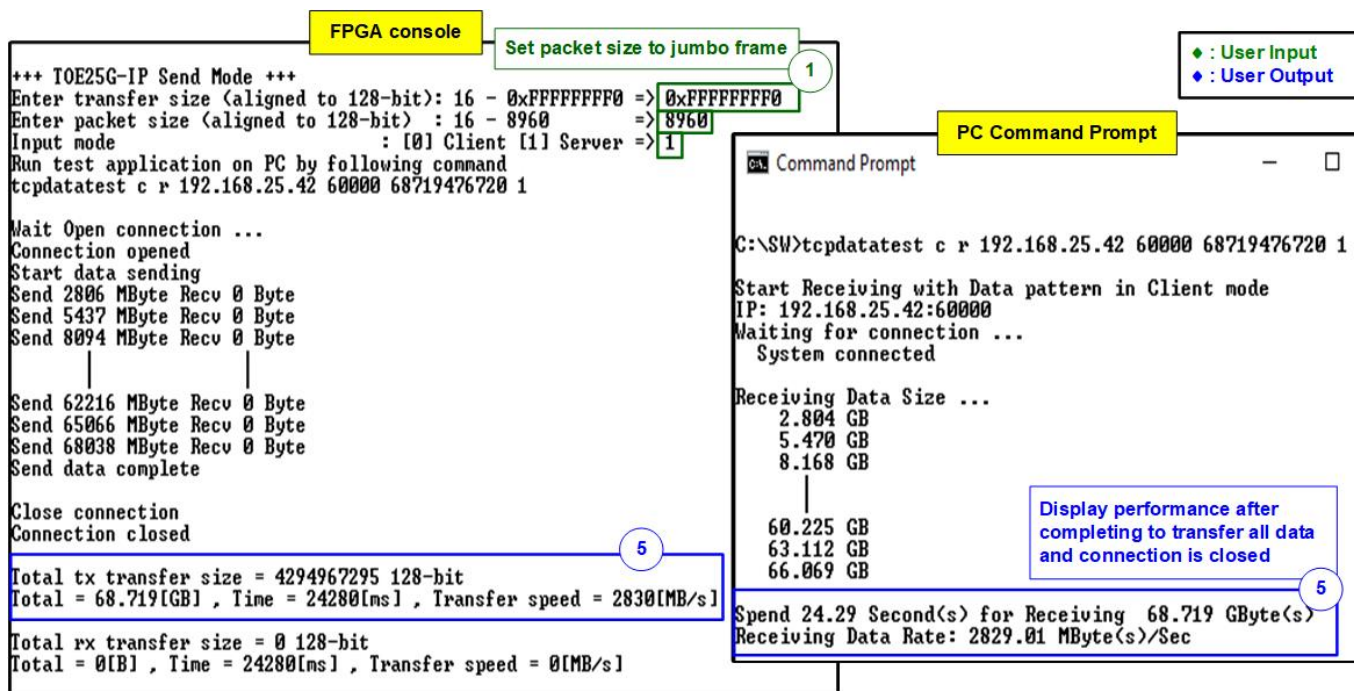 FPGA console
Set packet size to jumbo frame
1
♦ : User Input
♦ : User Output
+++ TOE25G-IP Send Mode +++
Enter transfer size (aligned to 128-bit): 16 - 0xFFFFFFFF0 => 0xFFFFFFFF0
Enter packet size (aligned to 128-bit) : 16 - 8960 => 8960
Input mode : [0] Client [1] Server => 1
Run test application on PC by following command
tcpdatatest c r 192.168.25.42 60000 68719476720 1
Wait Open connection ...
Connection opened
Start data sending
Send 2806 MByte Recv 0 Byte
Send 5437 MByte Recv 0 Byte
Send 8094 MByte Recv 0 Byte
Send 62216 MByte Recv 0 Byte
Send 65066 MByte Recv 0 Byte
Send 68038 MByte Recv 0 Byte
Send data complete
Close connection
Connection closed
5
Total tx transfer size = 4294967295 128-bit
Total = 68.719[GB] , Time = 24280[ms] , Transfer speed = 2830[MB/s]
Total rx transfer size = 0 128-bit
Total = 0[B] , Time = 24280[ms] , Transfer speed = 0[MB/s]
PC Command Prompt
Command Prompt
C:\SW>tcpdatatest c r 192.168.25.42 60000 68719476720 1
Start Receiving with Data pattern in Client mode
IP: 192.168.25.42:60000
Waiting for connection ...
System connected
Receiving Data Size ...
2.804 GB
5.470 GB
8.168 GB
60.225 GB
63.112 GB
66.069 GB
Display performance after
completing to transfer all data
and connection is closed
5
Spend 24.29 Second(s) for Receiving 68.719 GByte(s)
Receiving Data Rate: 2829.01 MByte(s)/Sec